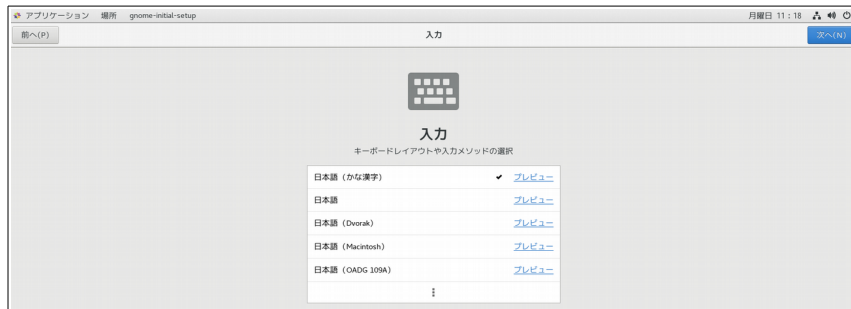 アプリケーション 場所 gnome-initial-setup 月曜日 11:18
前へ(P) 入力 次へ(N)
入力
キーボードレイアウトや入力メソッドの選択
日本語（かな漢字） ✔ プレビュー
日本語 プレビュー
日本語（Dvorak） プレビュー
日本語（Macintosh） プレビュー
日本語（OADG 109A） プレビュー